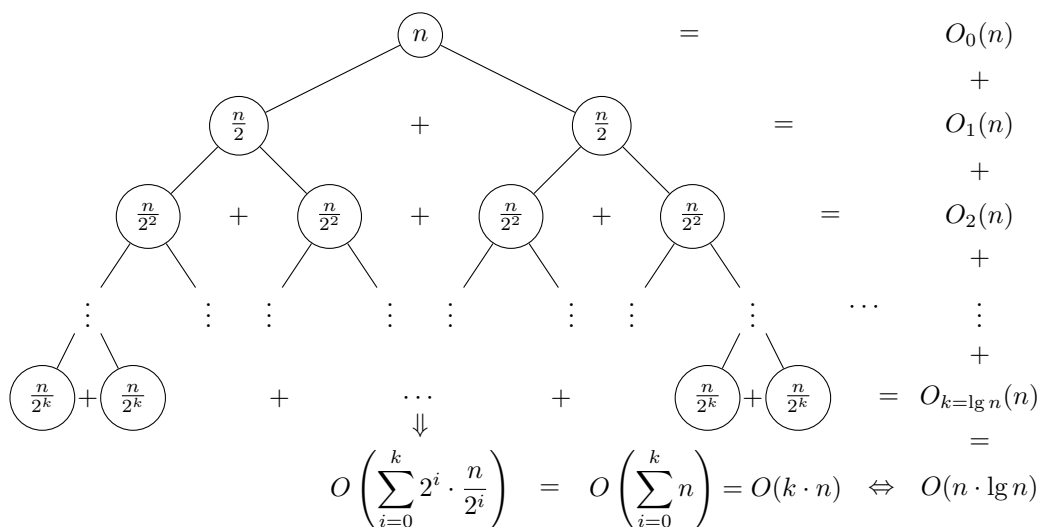 n = O_0(n)
+
n/2 + n/2 = O_1(n)
+
n/2^2 + n/2^2 + n/2^2 + n/2^2 = O_2(n)
+
⋮ ⋮ ⋮ ⋮ ⋮ ⋮ ⋮ ⋮ ⋯ ⋮
+
n/2^k + n/2^k + ⋯ + n/2^k + n/2^k = O_{k=lg n}(n)
⇓ =
O(∑_{i=0}^{k} 2^i · n/2^i) = O(∑_{i=0}^{k} n) = O(k · n) ⇔ O(n · lg n)